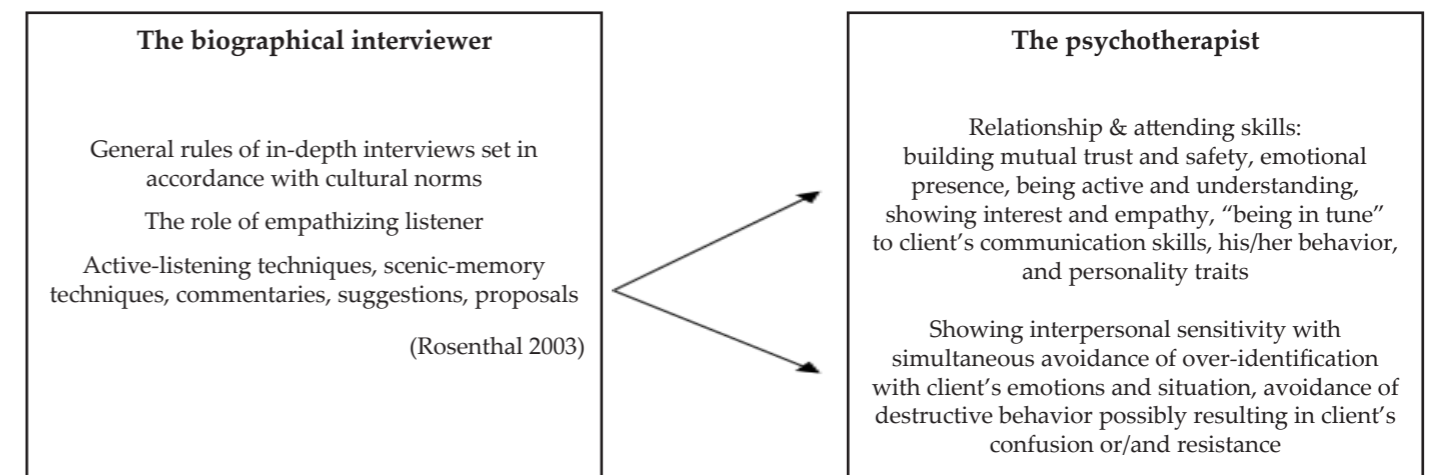 The biographical interviewer
General rules of in-depth interviews set in
accordance with cultural norms
The role of empathizing listener
Active-listening techniques, scenic-memory
techniques, commentaries, suggestions, proposals
(Rosenthal 2003)
The psychotherapist
Relationship & attending skills:
building mutual trust and safety, emotional
presence, being active and understanding,
showing interest and empathy, “being in tune”
to client’s communication skills, his/her behavior,
and personality traits
Showing interpersonal sensitivity with
simultaneous avoidance of over-identification
with client’s emotions and situation, avoidance of
destructive behavior possibly resulting in client’s
confusion or/and resistance